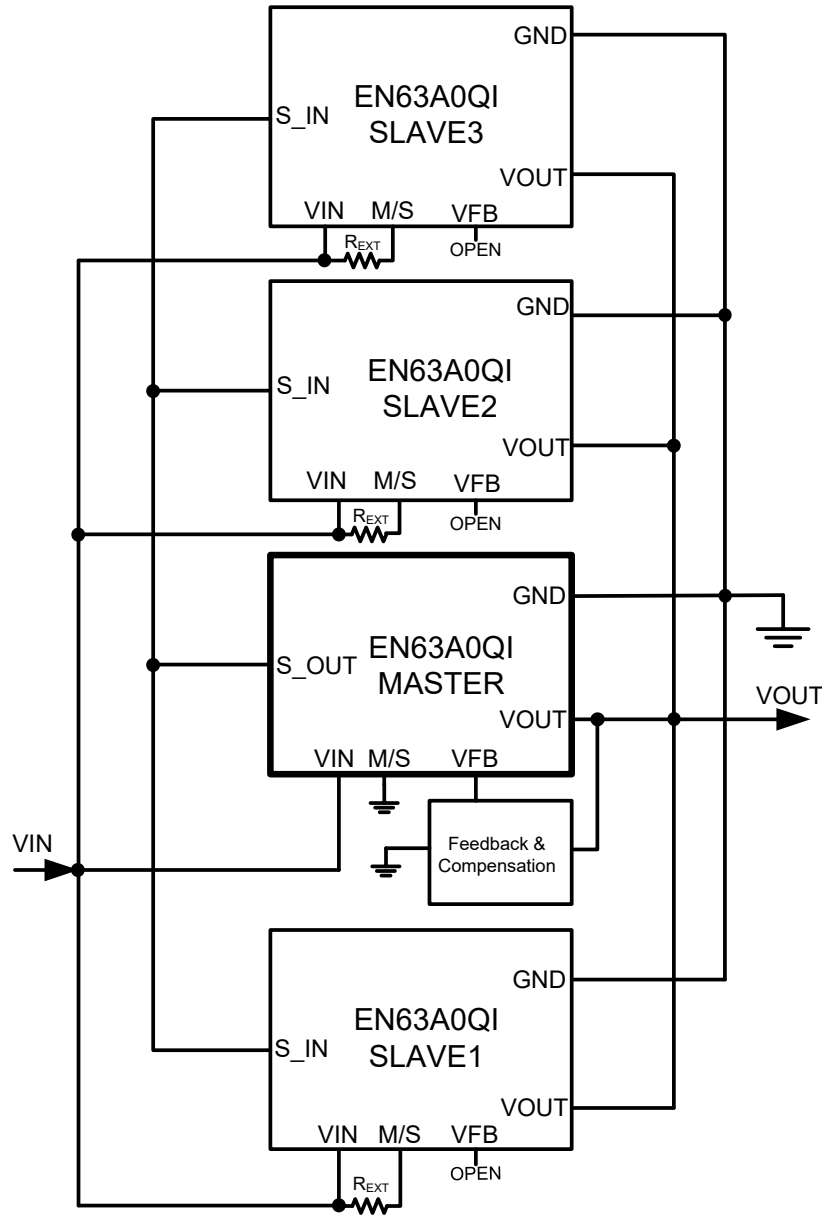 GND
EN63A0QI
SLAVE3
S_IN
VOUT
VIN M/S VFB
REXT
OPEN
GND
EN63A0QI
SLAVE2
S_IN
VOUT
VIN M/S VFB
REXT
OPEN
GND
EN63A0QI
MASTER
S_OUT
VOUT
VOUT
VIN M/S VFB
VIN
Feedback &
Compensation
GND
EN63A0QI
SLAVE1
S_IN
VOUT
VIN M/S VFB
REXT
OPEN